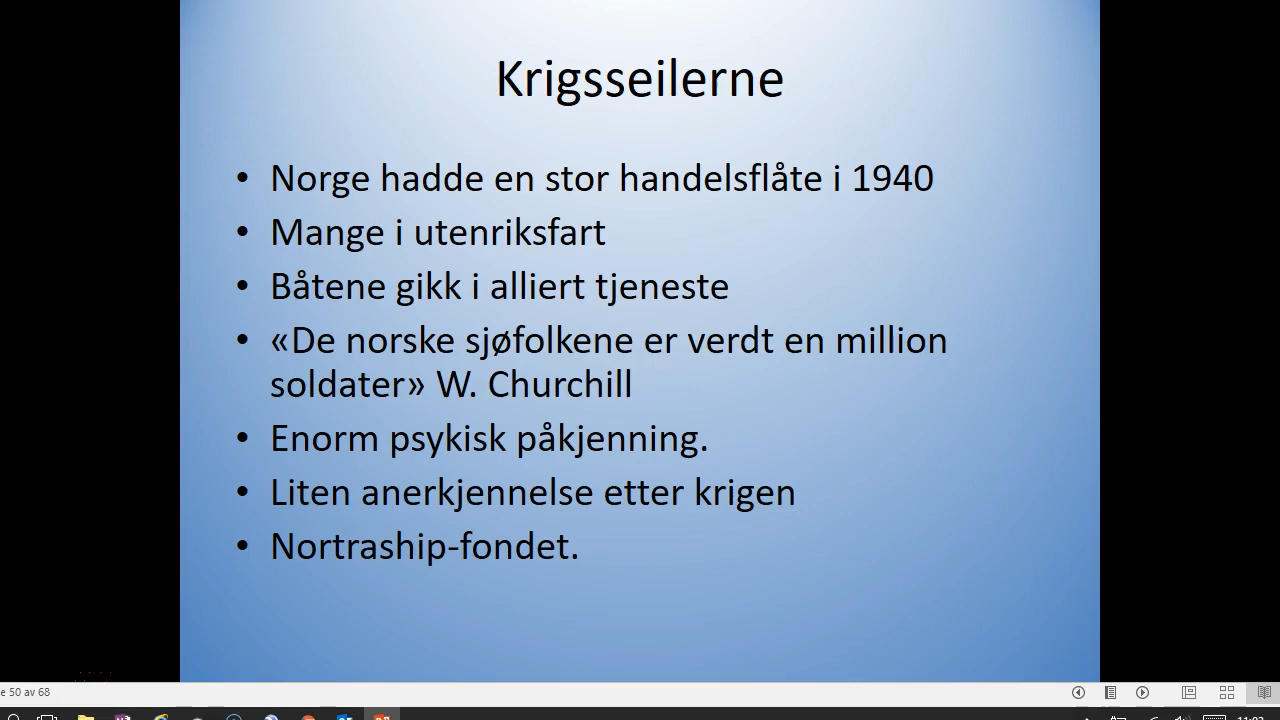 Krigsseilerne
• Norge hadde en stor handelsflåte i 1940
• Mange i utenriksfart
• Båtene gikk i alliert tjeneste
• «De norske sjøfolkene er verdt en million
soldater» W. Churchill
• Enorm psykisk påkjenning.
• Liten anerkjennelse etter krigen
• Nortraship-fondet.
e 50 av 68